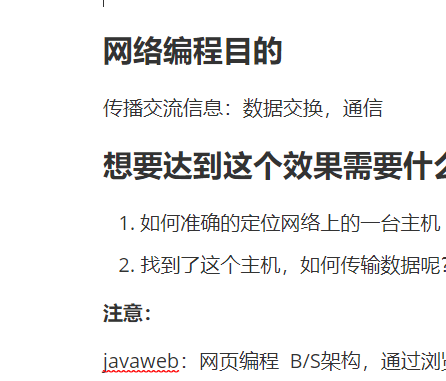 网络编程目的
传播交流信息：数据交换，通信
想要达到这个效果需要什
1. 如何准确的定位网络上的一台主机
2. 找到了这个主机，如何传输数据呢？
注意：
javaweb：网页编程 B/S架构，通过浏